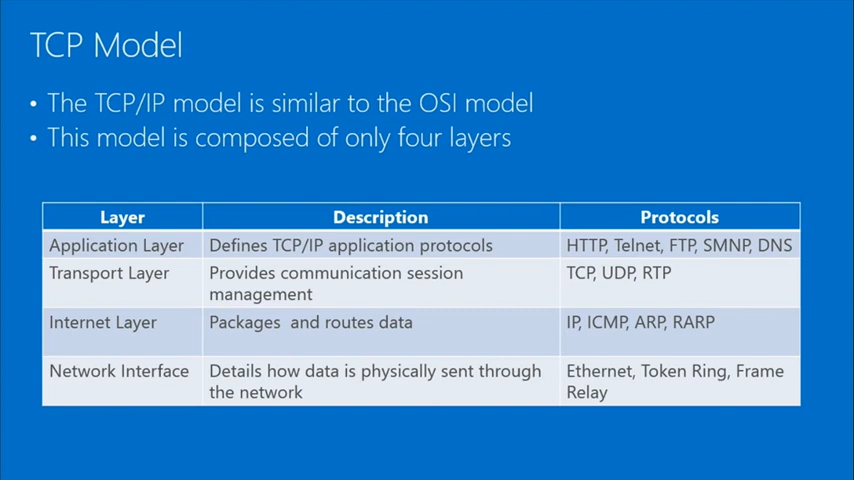 TCP Model
• The TCP/IP model is similar to the OSI model
• This model is composed of only four layers
Layer Description Protocols
Application Layer Defines TCP/IP application protocols HTTP, Telnet, FTP, SMNP, DNS
Transport Layer Provides communication session TCP, UDP, RTP
management
Internet Layer Packages and routes data IP, ICMP, ARP, RARP
Network Interface Details how data is physically sent through Ethernet, Token Ring, Frame
the network Relay